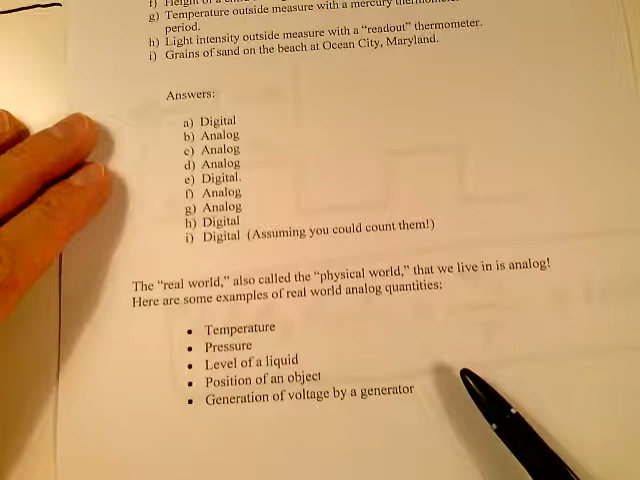 f) Height of a
g) Temperature outside measure with a mercury thermometer
period.
h) Light intensity outside measure with a “readout” thermometer.
i) Grains of sand on the beach at Ocean City, Maryland.
Answers:
a) Digital
b) Analog
c) Analog
d) Analog
e) Digital.
f) Analog
g) Analog
h) Digital
i) Digital (Assuming you could count them!)
The “real world,” also called the “physical world,” that we live in is analog!
Here are some examples of real world analog quantities:
• Temperature
• Pressure
• Level of a liquid
• Position of an object
• Generation of voltage by a generator